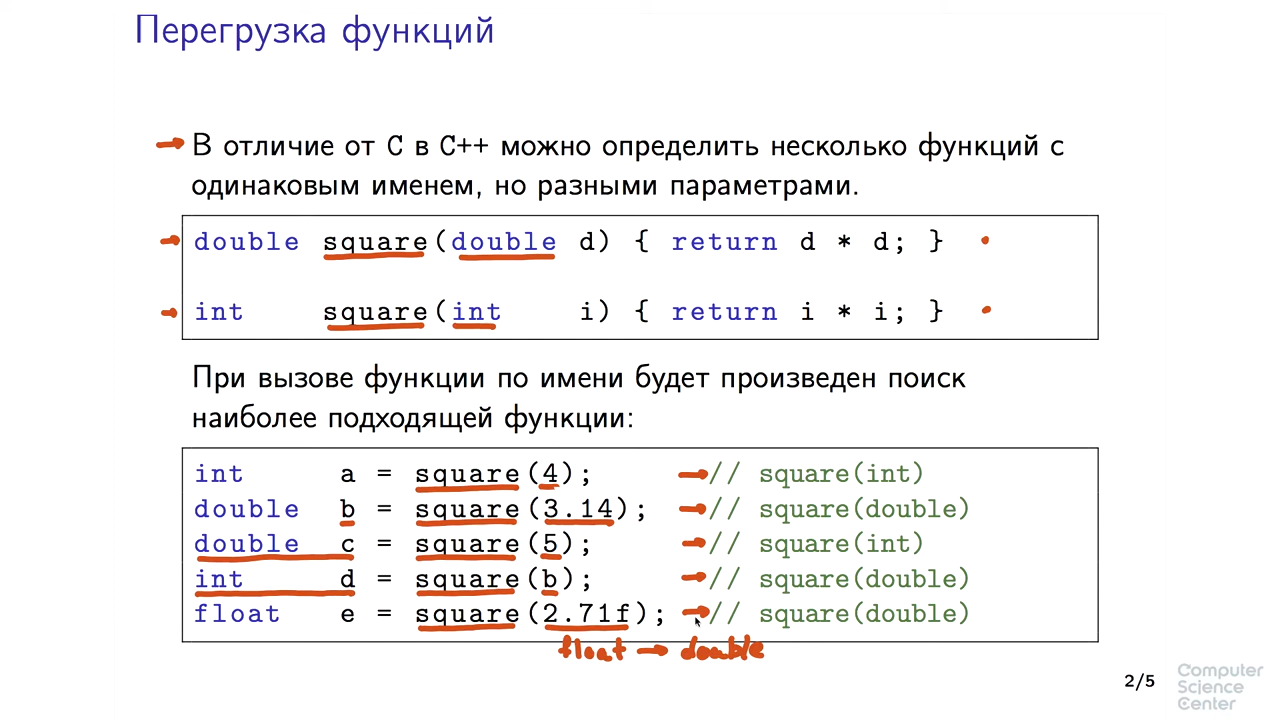 Перегрузка функций
В отличие от C в C++ можно определить несколько функций с
одинаковым именем, но разными параметрами.
double square(double d) { return d * d; }
int square(int i) { return i * i; }
При вызове функции по имени будет произведен поиск
наиболее подходящей функции:
int a = square(4); // square(int)
double b = square(3.14); // square(double)
double c = square(5); // square(int)
int d = square(b); // square(double)
float e = square(2.71f); // square(double)
float → double
2/5
Computer
Science
Center